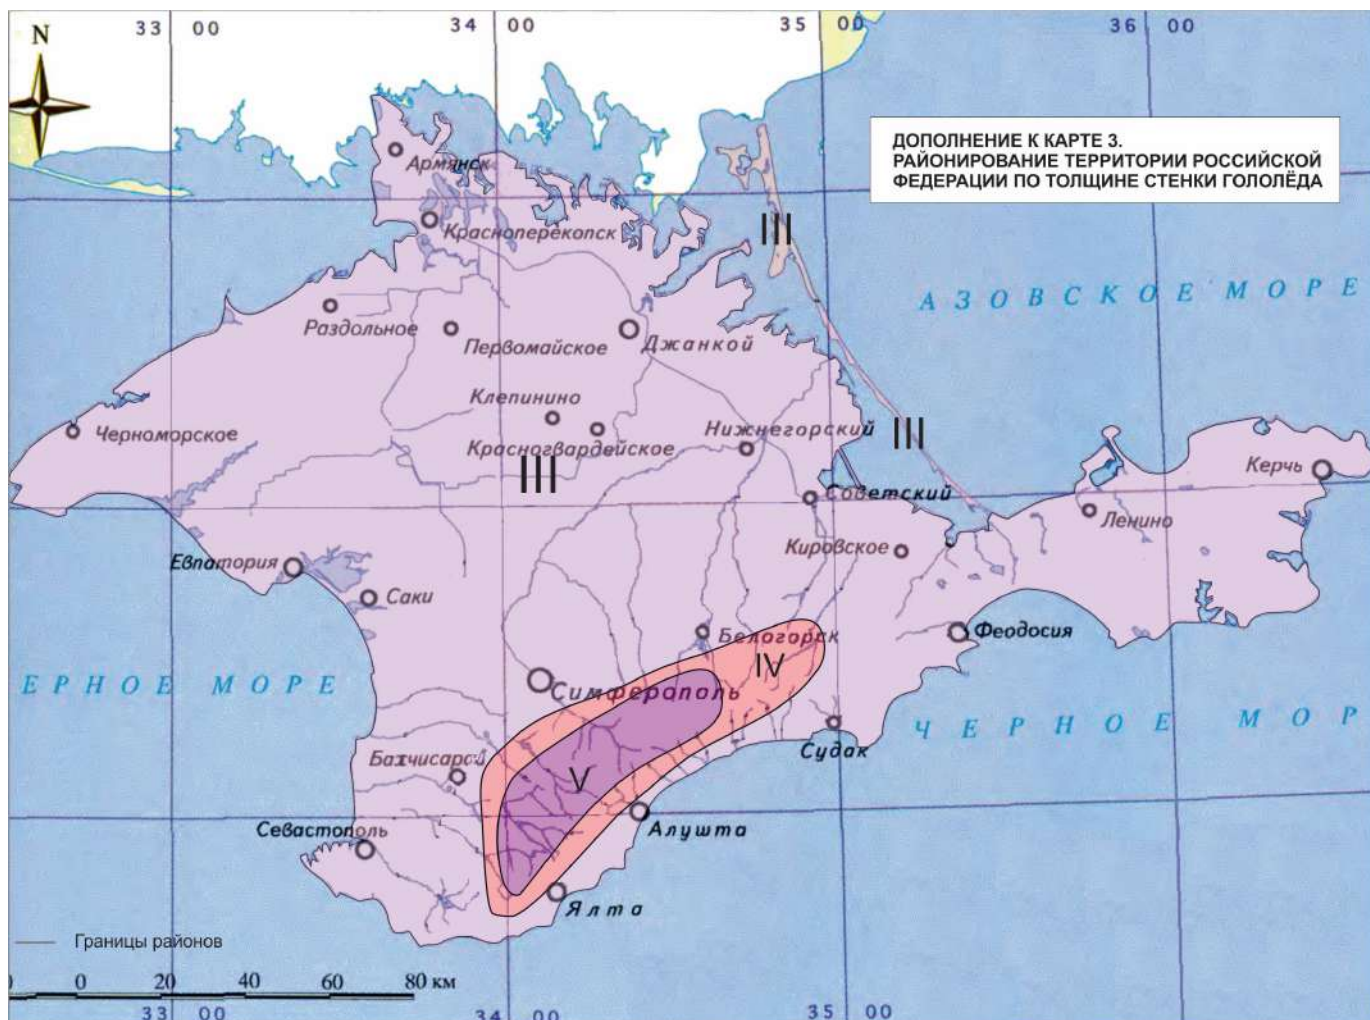 33 00
34 00
35 00
36 00
N
ДОПОЛНЕНИЕ К КАРТЕ 3.
РАЙОНИРОВАНИЕ ТЕРРИТОРИИ РОССИЙСКОЙ
ФЕДЕРАЦИИ ПО ТОЛЩИНЕ СТЕНКИ ГОЛОЛЁДА
Армянск
Красноперекопск
III
АЗОВСКОЕ МОРЕ
Раздольное
Первомайское
Джанкой
Клепинино
Черноморское
Красногвардейское
Нижнегорский
III
III
Керчь
Советский
Ленино
Кировское
Евпатория
Саки
Белогорск
Феодосия
IV
ЕРНОЕ МОРЕ
Симферополь
ЧЕРНОЕ МОР
Судак
Бахчисарай
V
Севастополь
Алушта
Ялта
Границы районов
0 20 40 60 80 км
33 00
34 00
35 00